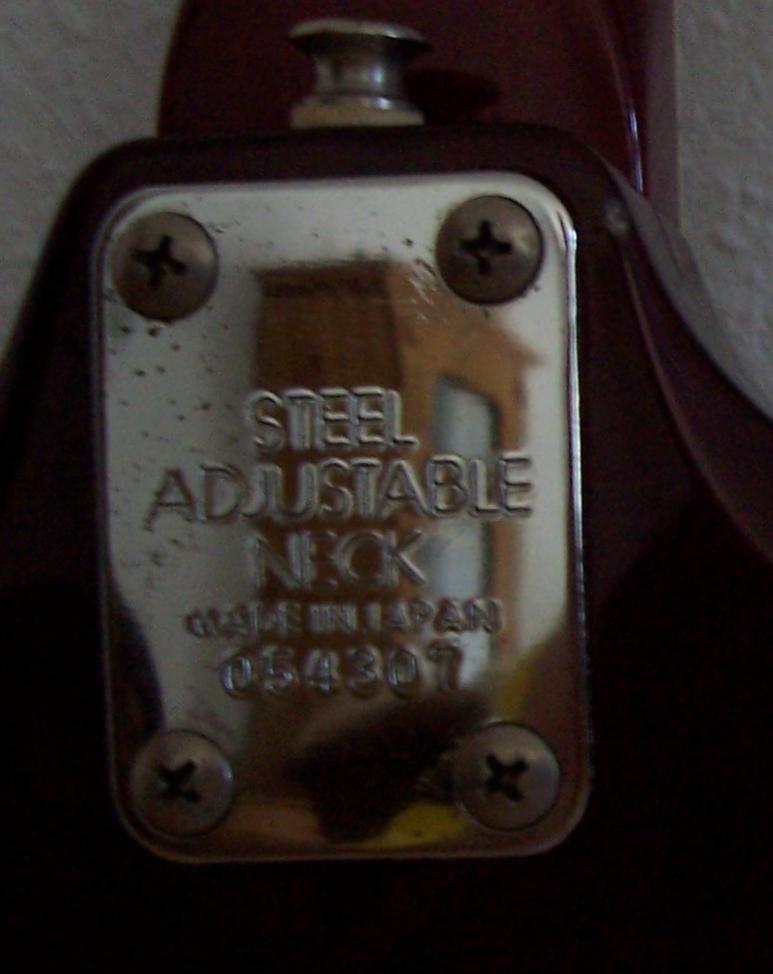 STEEL
ADJUSTABLE
NECK
MADE IN JAPAN
054307